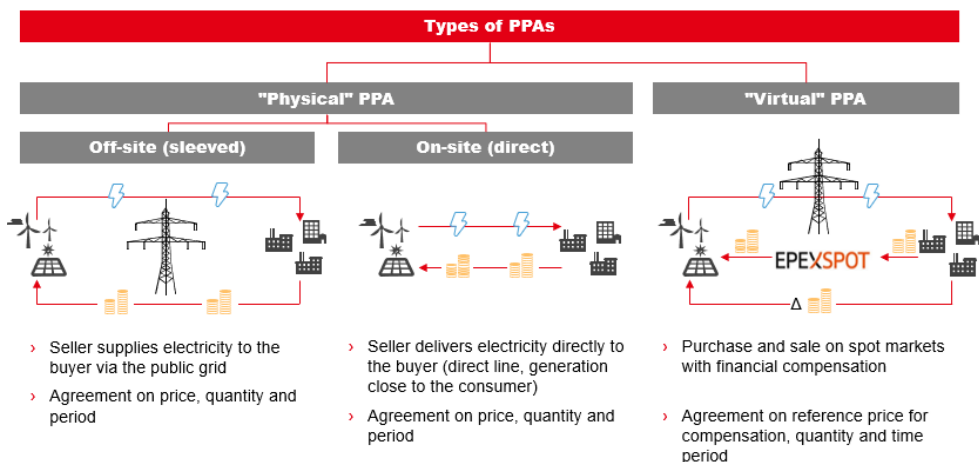 Types of PPAs
"Physical" PPA
"Virtual" PPA
Off-site (sleeved)
On-site (direct)
EPEXSPOT
Δ
› Seller supplies electricity to the
buyer via the public grid
› Agreement on price, quantity and
period
› Seller delivers electricity directly to
the buyer (direct line, generation
close to the consumer)
› Agreement on price, quantity and
period
› Purchase and sale on spot markets
with financial compensation
› Agreement on reference price for
compensation, quantity and time
period